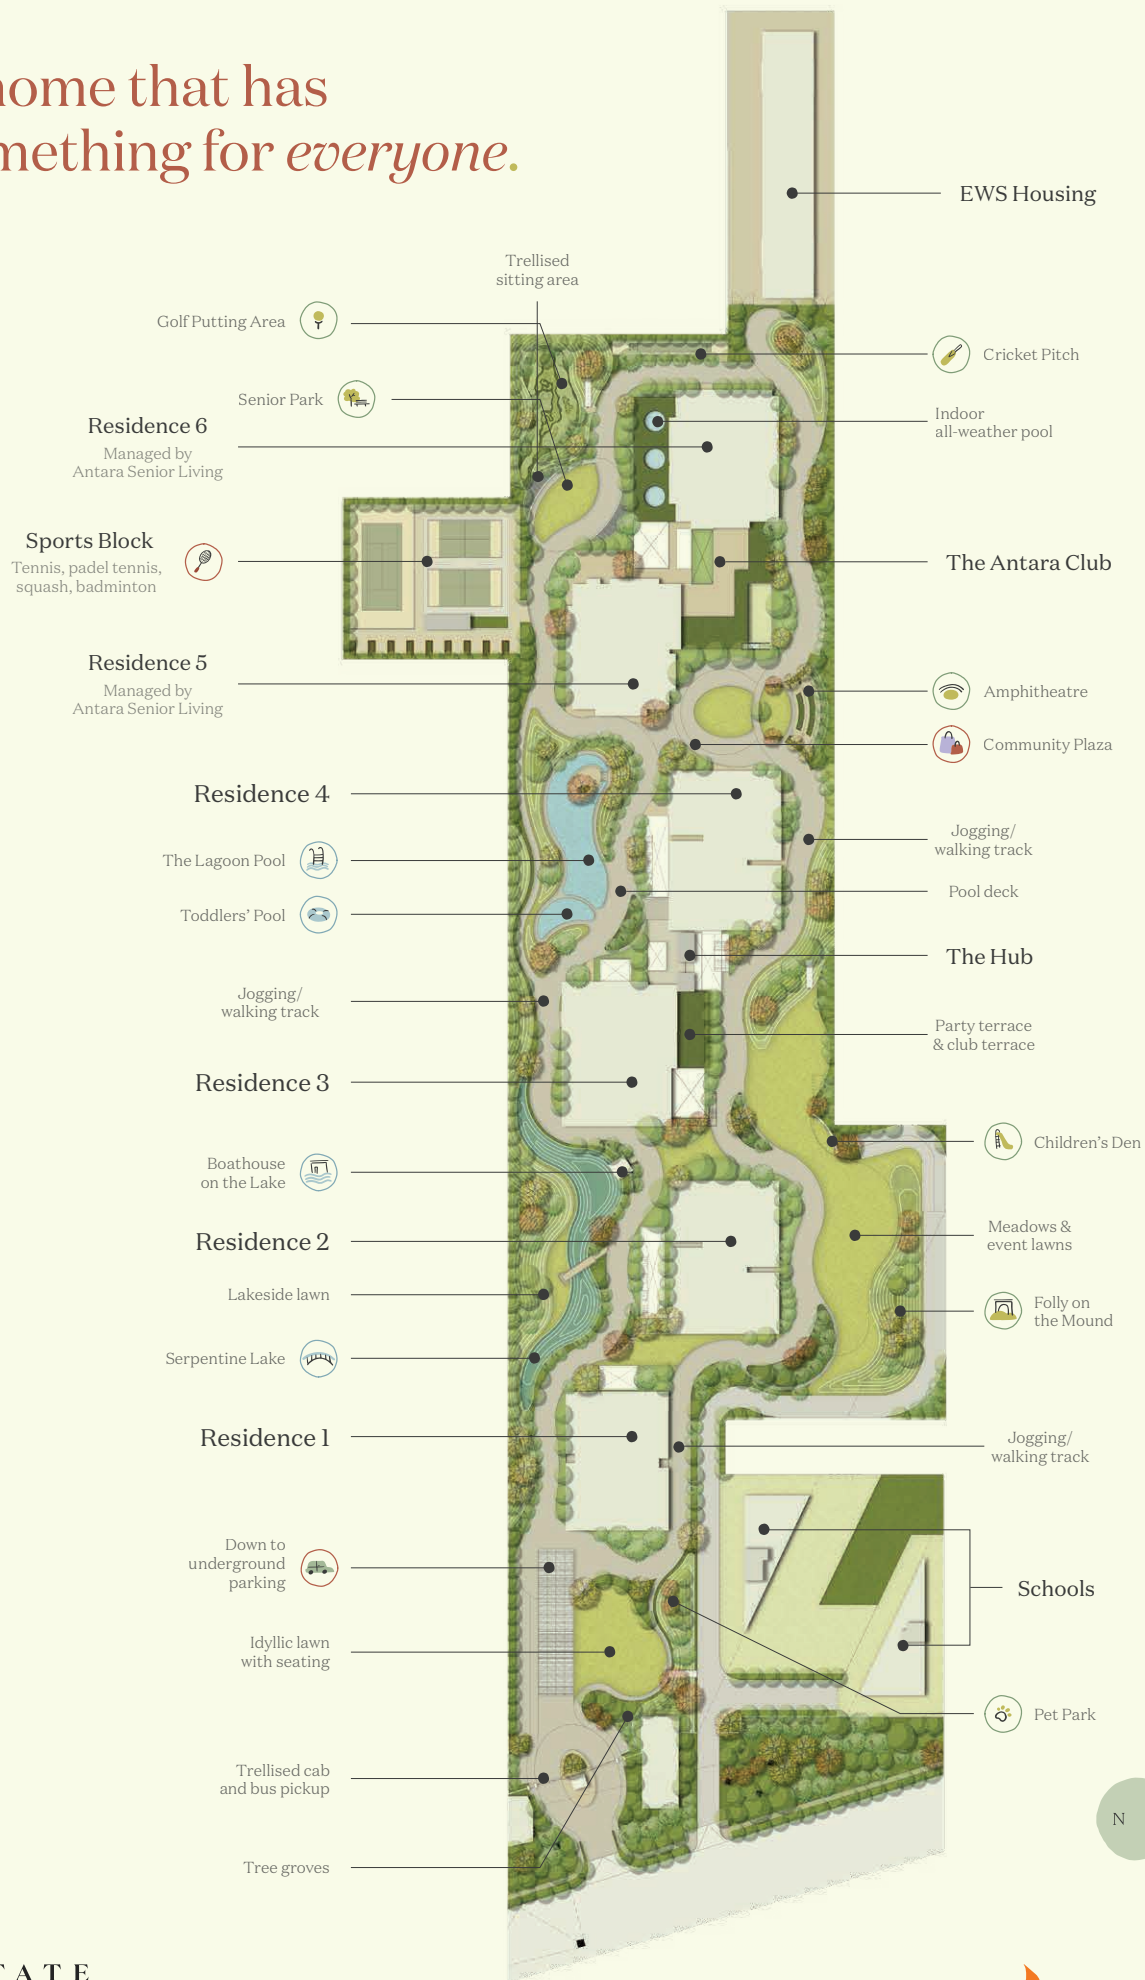 home that has
mething for everyone.
EWS Housing
Trellised
sitting area
Golf Putting Area
Cricket Pitch
Senior Park
Indoor
all-weather pool
Residence 6
Managed by
Antara Senior Living
Sports Block
Tennis, padel tennis,
squash, badminton
The Antara Club
Residence 5
Managed by
Antara Senior Living
Amphitheatre
Community Plaza
Residence 4
Jogging/
walking track
The Lagoon Pool
Pool deck
Toddlers' Pool
The Hub
Jogging/
walking track
Party terrace
& club terrace
Residence 3
Children's Den
Boathouse
on the Lake
Meadows &
event lawns
Residence 2
Lakeside lawn
Folly on
the Mound
Serpentine Lake
Residence 1
Jogging/
walking track
Down to
underground
parking
Schools
Idyllic lawn
with seating
Pet Park
Trellised cab
and bus pickup
N
Tree groves
TATE